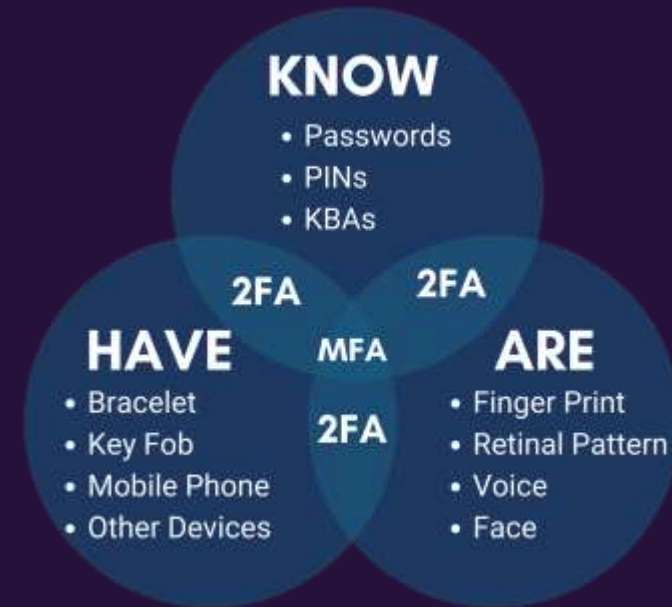 KNOW
• Passwords
• PINs
• KBAs
2FA
2FA
MFA
2FA
HAVE
• Bracelet
• Key Fob
• Mobile Phone
• Other Devices
ARE
• Finger Print
• Retinal Pattern
• Voice
• Face